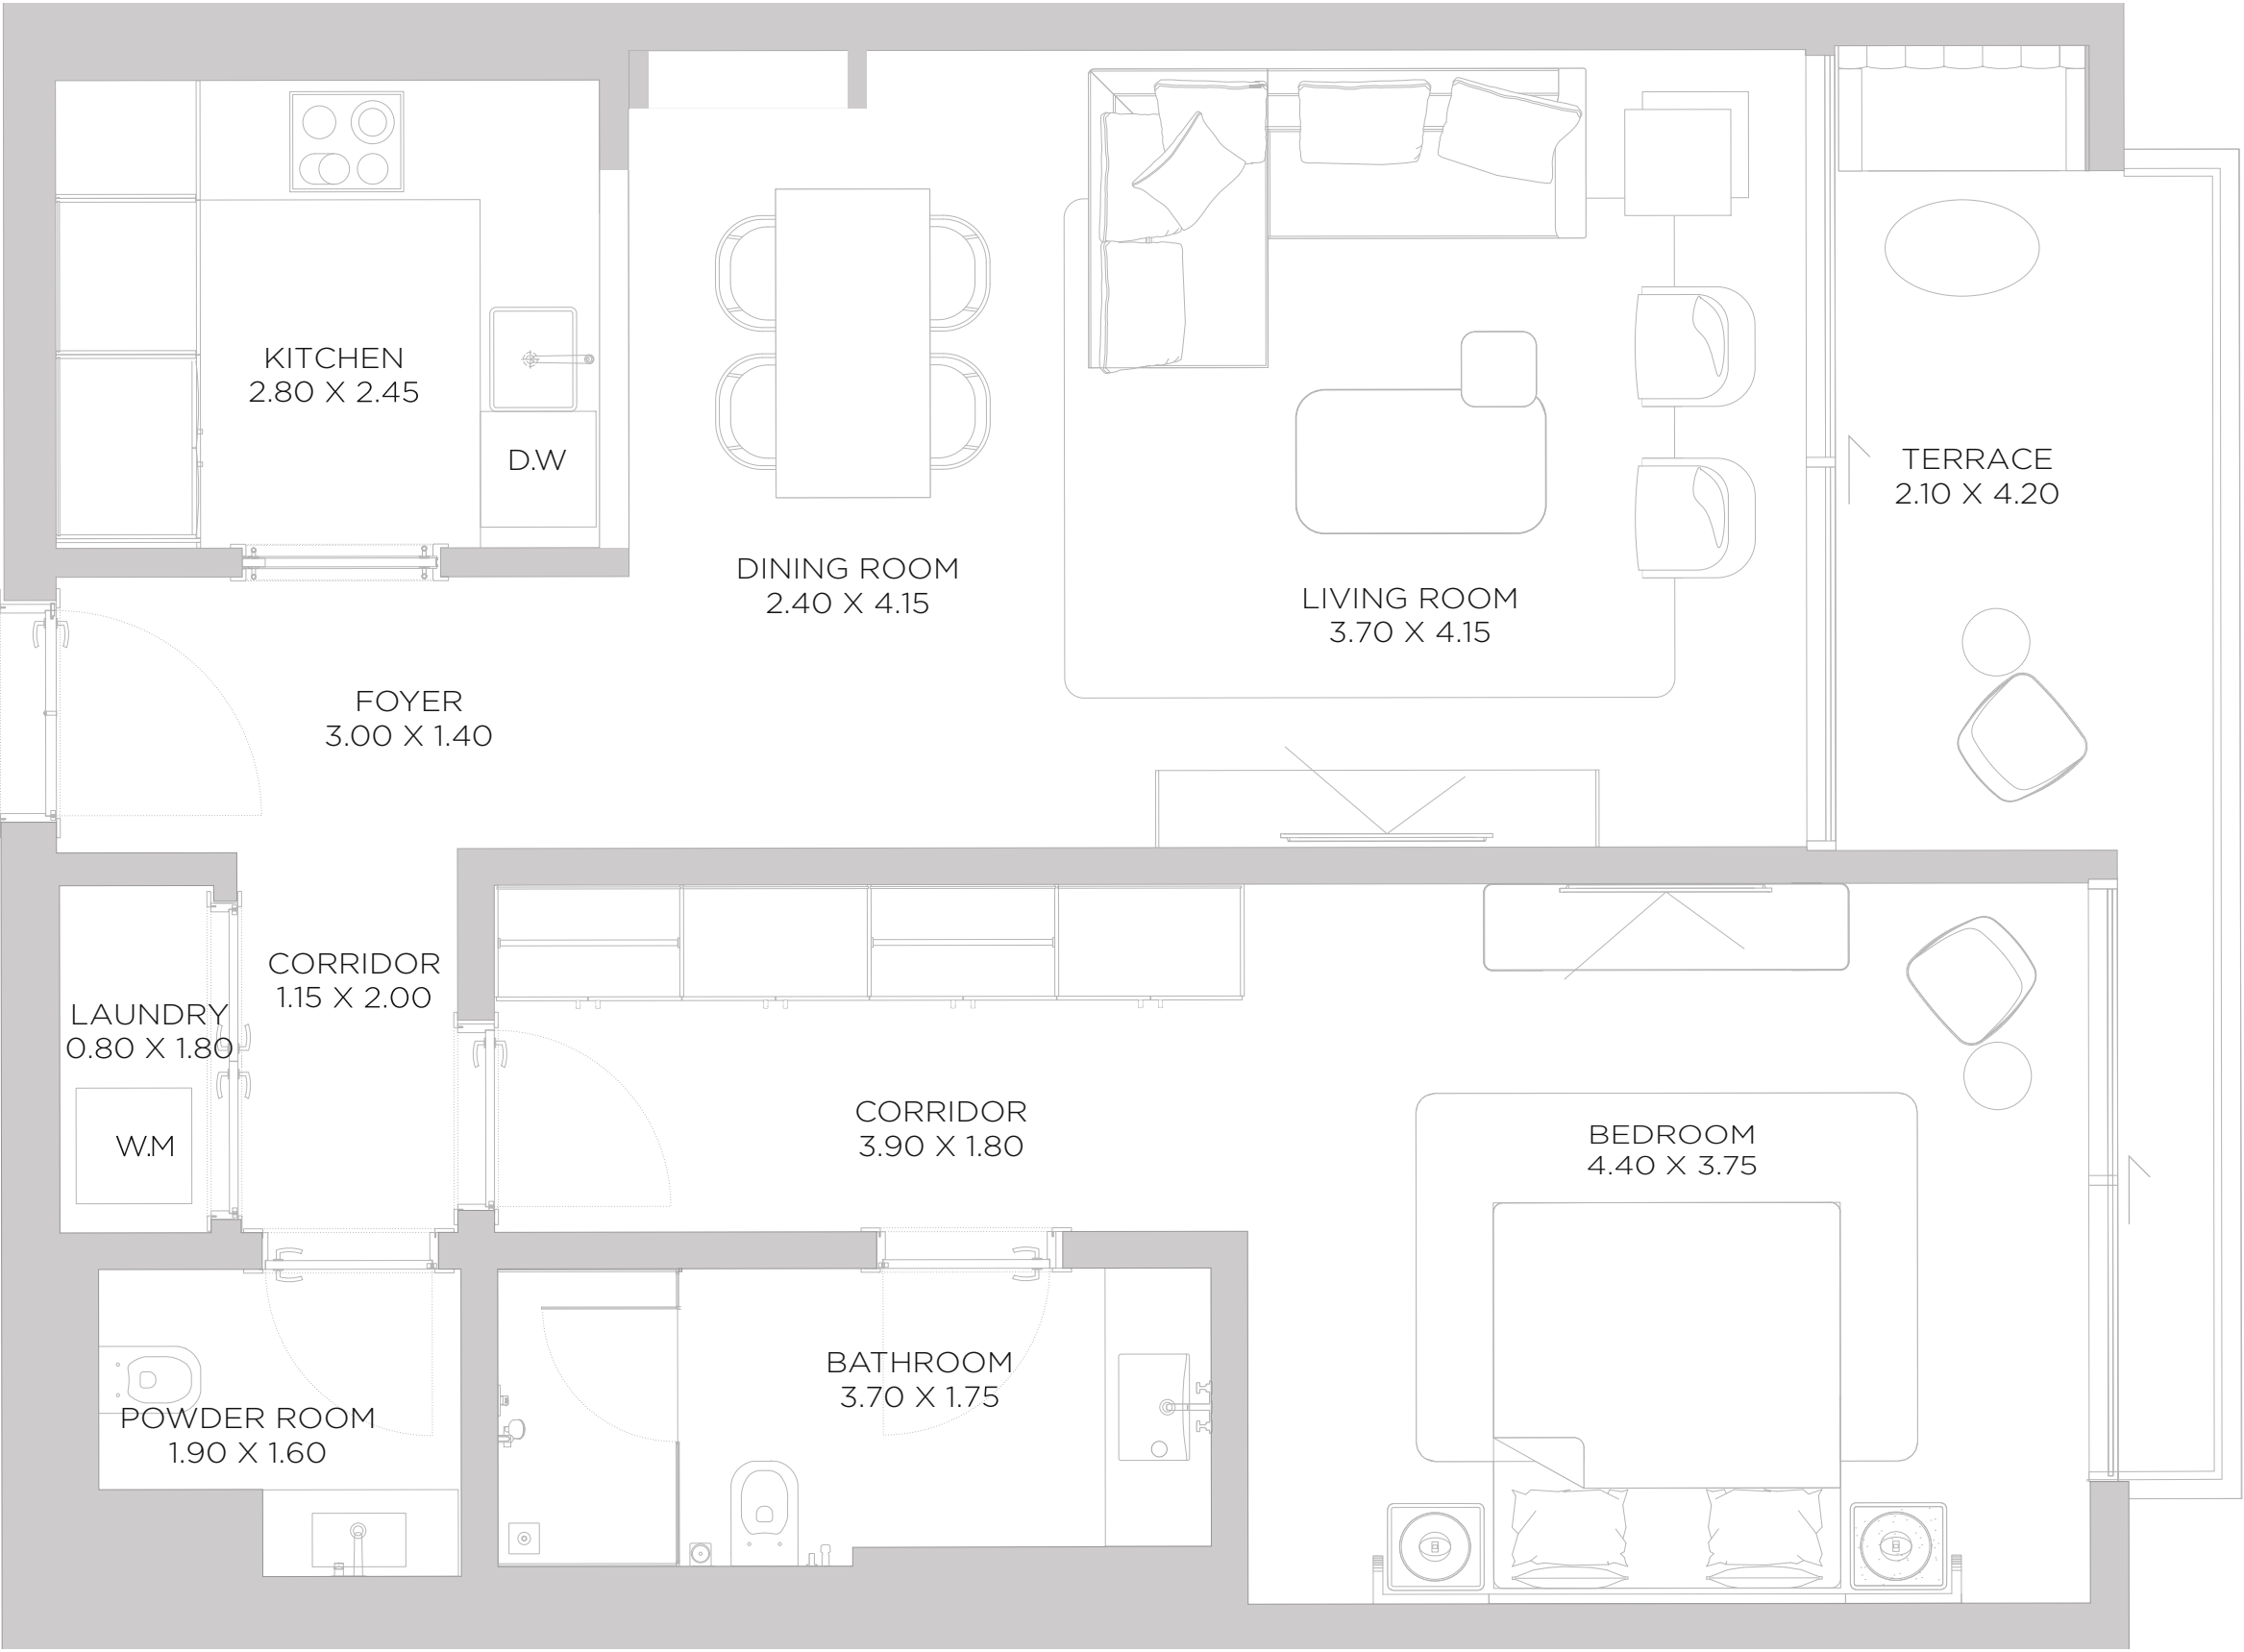 KITCHEN
2.80 X 2.45
D.W
TERRACE
2.10 X 4.20
DINING ROOM
2.40 X 4.15
LIVING ROOM
3.70 X 4.15
FOYER
3.00 X 1.40
CORRIDOR
1.15 X 2.00
LAUNDRY
0.80 X 1.80
W.M
CORRIDOR
3.90 X 1.80
BEDROOM
4.40 X 3.75
BATHROOM
3.70 X 1.75
POWDER ROOM
1.90 X 1.60